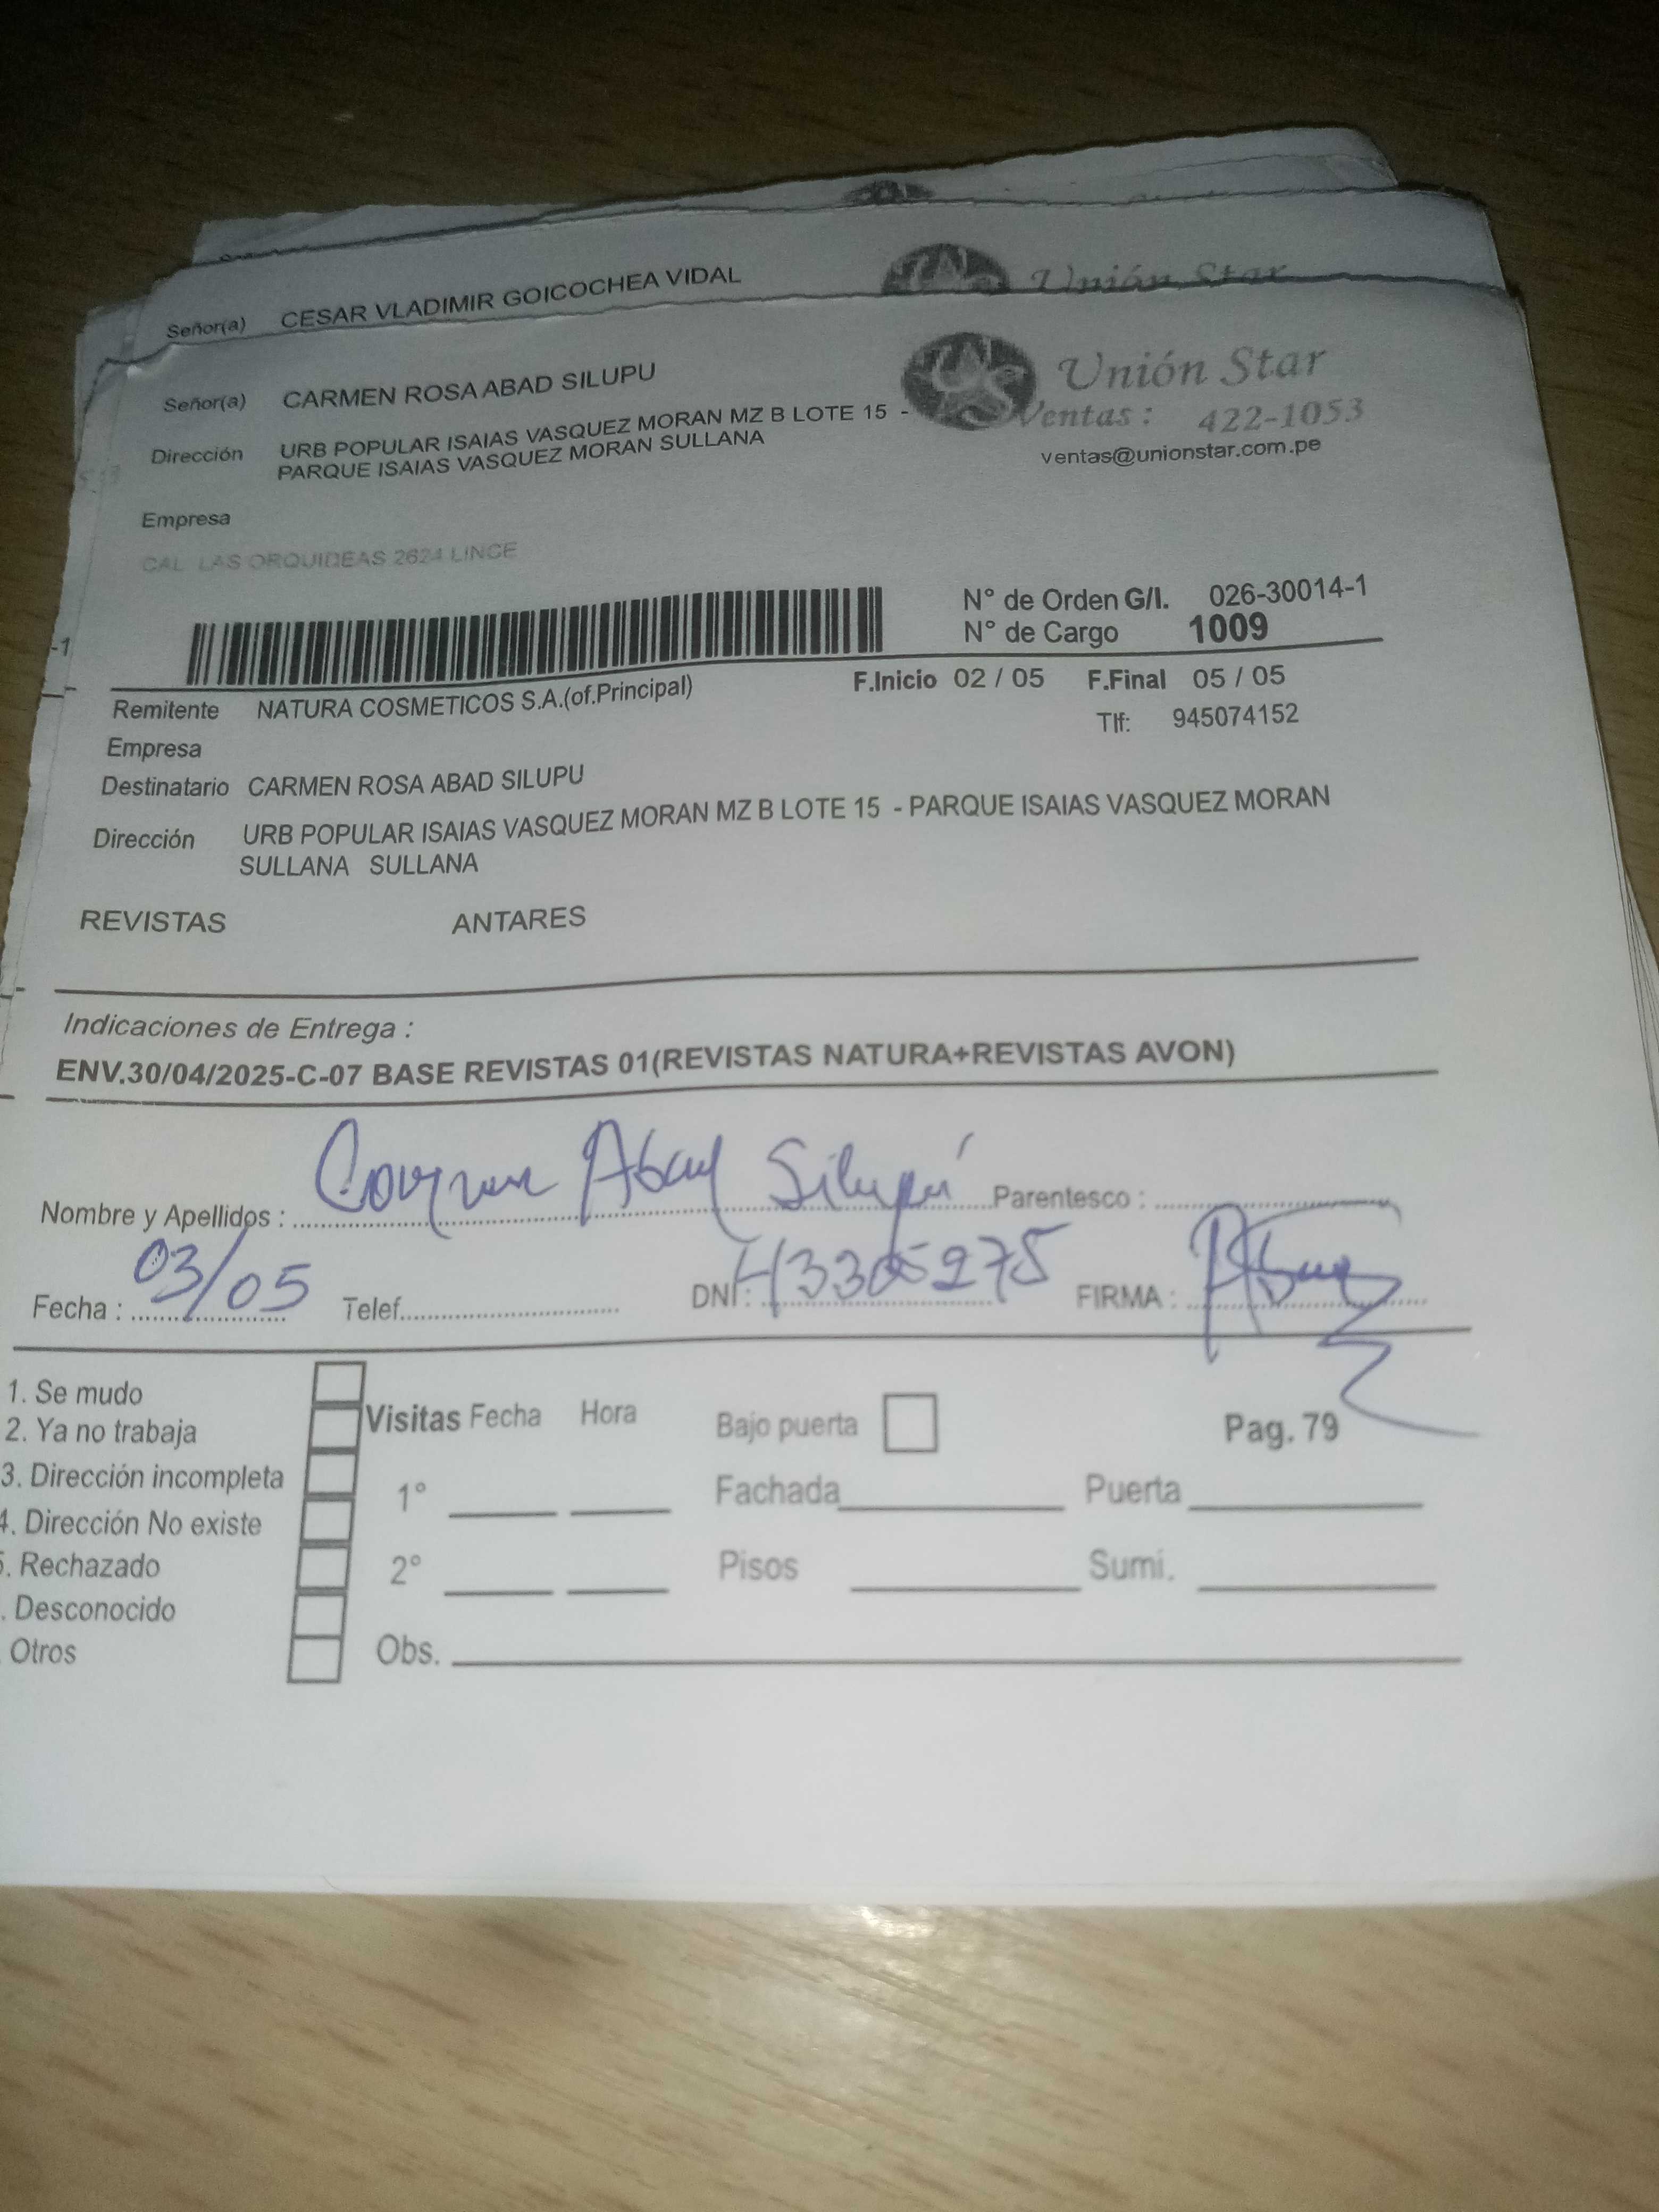 Señor(a) CESAR VLADIMIR GOICOCHEA VIDAL
Unión Star
Señor(a) CARMEN ROSA ABAD SILUPU
Unión Star
Dirección URB POPULAR ISAIAS VASQUEZ MORAN MZ B LOTE 15 -
PARQUE ISAIAS VASQUEZ MORAN SULLANA
Ventas : 422-1053
ventas@unionstar.com.pe
Empresa
CAL LAS ORQUIDEAS 2624 LINCE
N° de Orden G/I. 026-30014-1
N° de Cargo 1009
-1
F.Inicio 02 / 05 F.Final 05 / 05
Remitente NATURA COSMETICOS S.A.(of.Principal)
Tlf: 945074152
Empresa
Destinatario CARMEN ROSA ABAD SILUPU
Dirección URB POPULAR ISAIAS VASQUEZ MORAN MZ B LOTE 15 - PARQUE ISAIAS VASQUEZ MORAN
SULLANA SULLANA
REVISTAS ANTARES
Indicaciones de Entrega :
ENV.30/04/2025-C-07 BASE REVISTAS 01(REVISTAS NATURA+REVISTAS AVON)
Nombre y Apellidos : Carmen Abad Silupú Parentesco :
Fecha : 03/05 Telef. DNI: 43305275 FIRMA :
1. Se mudo
2. Ya no trabaja
3. Dirección incompleta
4. Dirección No existe
5. Rechazado
. Desconocido
Otros
Visitas Fecha Hora Bajo puerta Pag. 79
1° Fachada Puerta
2° Pisos Sumi.
Obs.